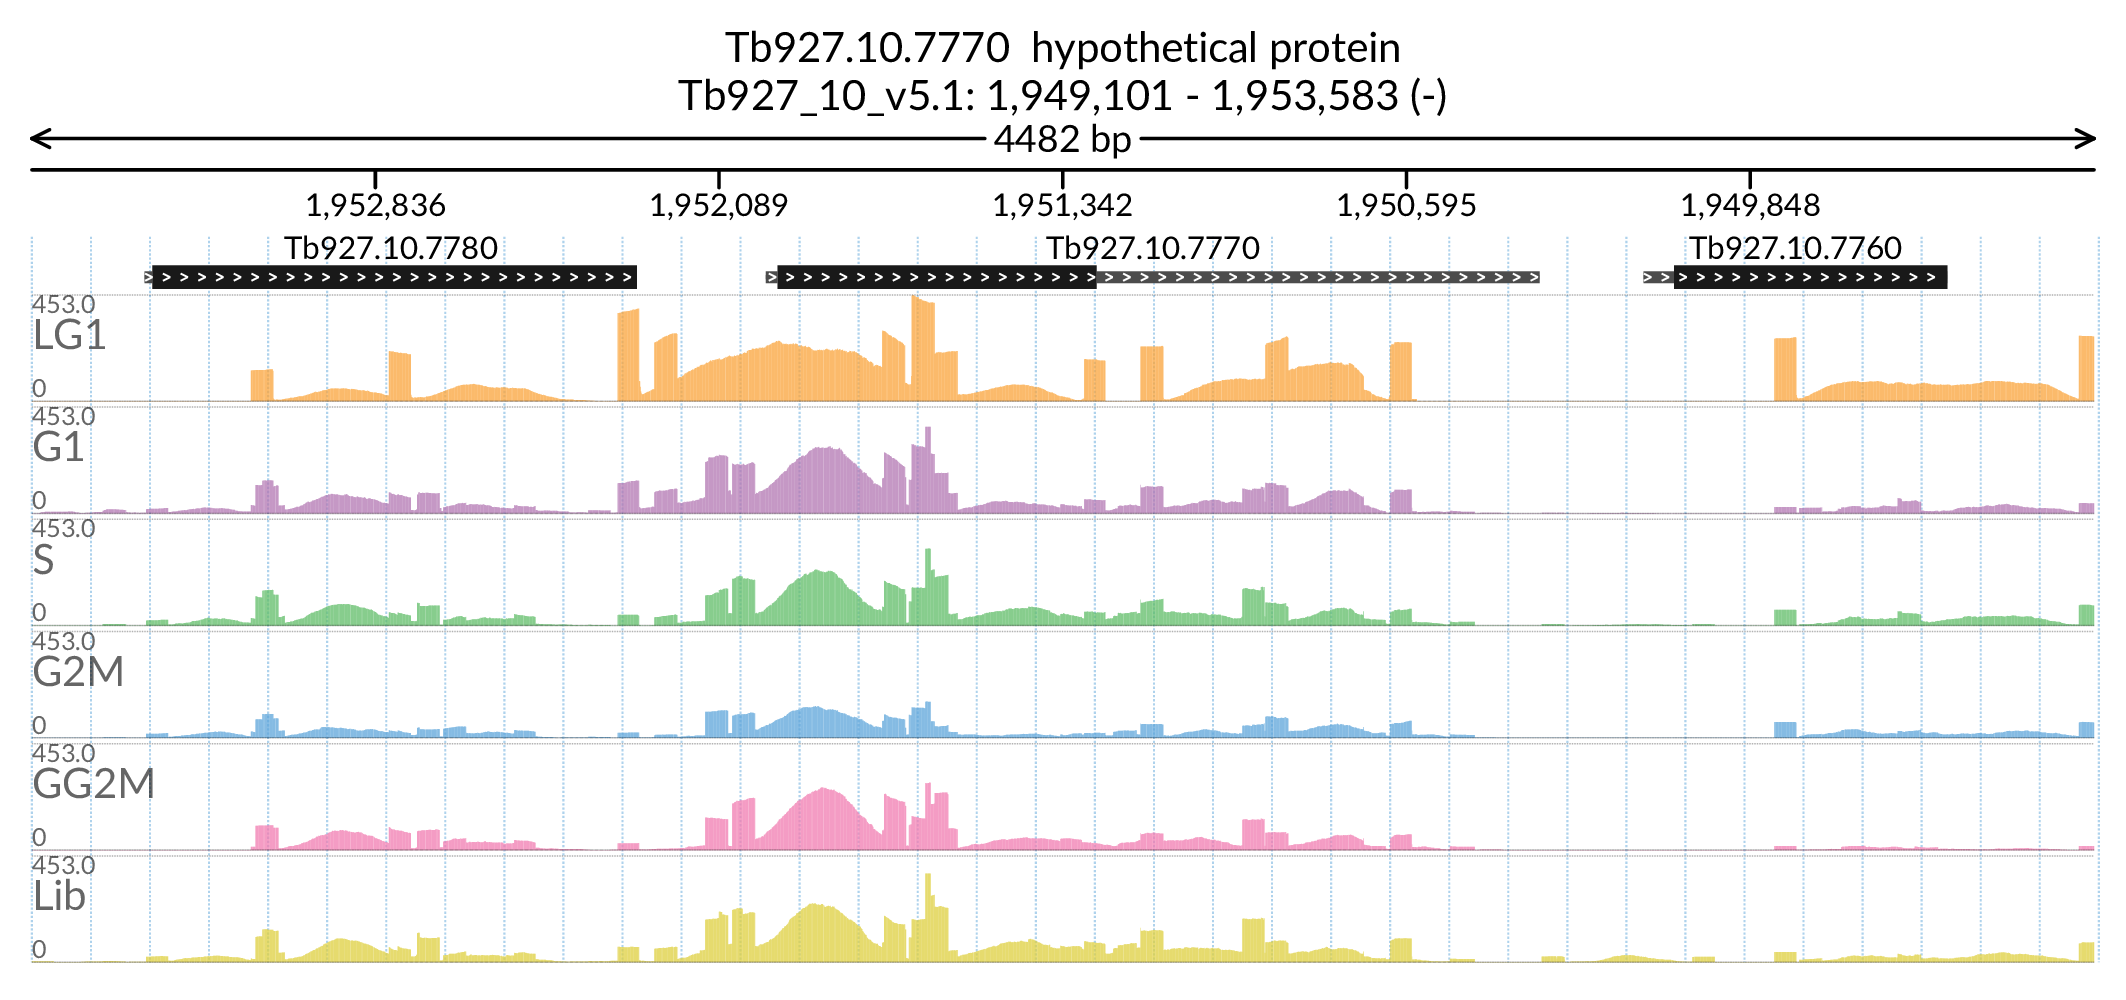 Tb927.10.7770  hypothetical protein
Tb927_10_v5.1: 1,949,101 - 1,953,583 (-)
4482 bp
1,952,836 1,952,089 1,951,342 1,950,595 1,949,848
Tb927.10.7780 Tb927.10.7770 Tb927.10.7760
453.0
LG1
0
453.0
G1
0
453.0
S
0
453.0
G2M
0
453.0
GG2M
0
453.0
Lib
0